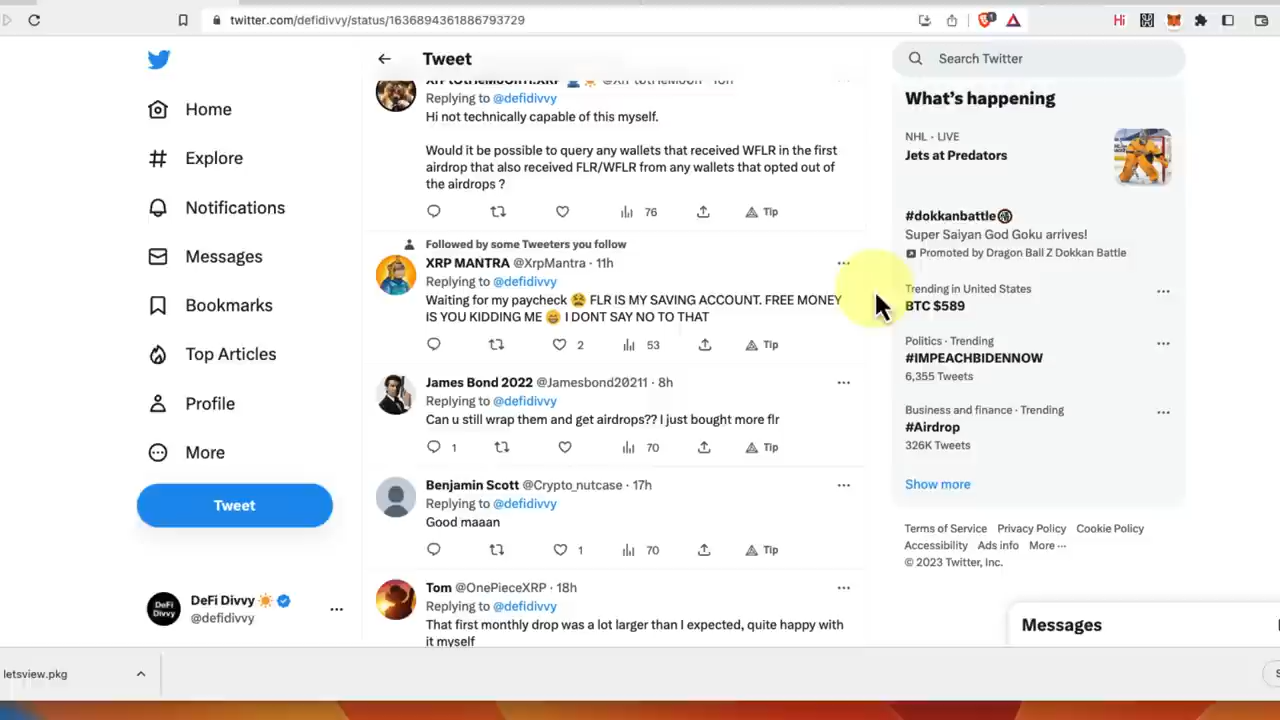 twitter.com/defidivvy/status/1636894361886793729
Hi
Home
Explore
Notifications
Messages
Bookmarks
Top Articles
Profile
More
Tweet
DeFi Divvy
DeFi Divvy
@defidivvy
Tweet
Replying to @defidivvy
Hi not technically capable of this myself.
Would it be possible to query any wallets that received WFLR in the first
airdrop that also received FLR/WFLR from any wallets that opted out of
the airdrops ?
76 Tip
Followed by some Tweeters you follow
XRP MANTRA @XrpMantra · 11h
Replying to @defidivvy
Waiting for my paycheck 😫 FLR IS MY SAVING ACCOUNT. FREE MONEY
IS YOU KIDDING ME 😁 I DONT SAY NO TO THAT
2 53 Tip
James Bond 2022 @Jamesbond20211 · 8h
Replying to @defidivvy
Can u still wrap them and get airdrops?? I just bought more flr
1 70 Tip
Benjamin Scott @Crypto_nutcase · 17h
Replying to @defidivvy
Good maaan
1 70 Tip
Tom @OnePieceXRP · 18h
Replying to @defidivvy
That first monthly drop was a lot larger than I expected, quite happy with
it myself
Search Twitter
What's happening
NHL · LIVE
Jets at Predators
#dokkanbattle
Super Saiyan God Goku arrives!
Promoted by Dragon Ball Z Dokkan Battle
Trending in United States
BTC $589
Politics · Trending
#IMPEACHBIDENNOW
6,355 Tweets
Business and finance · Trending
#Airdrop
326K Tweets
Show more
Terms of Service Privacy Policy Cookie Policy
Accessibility Ads info More ···
© 2023 Twitter, Inc.
Messages
letsview.pkg